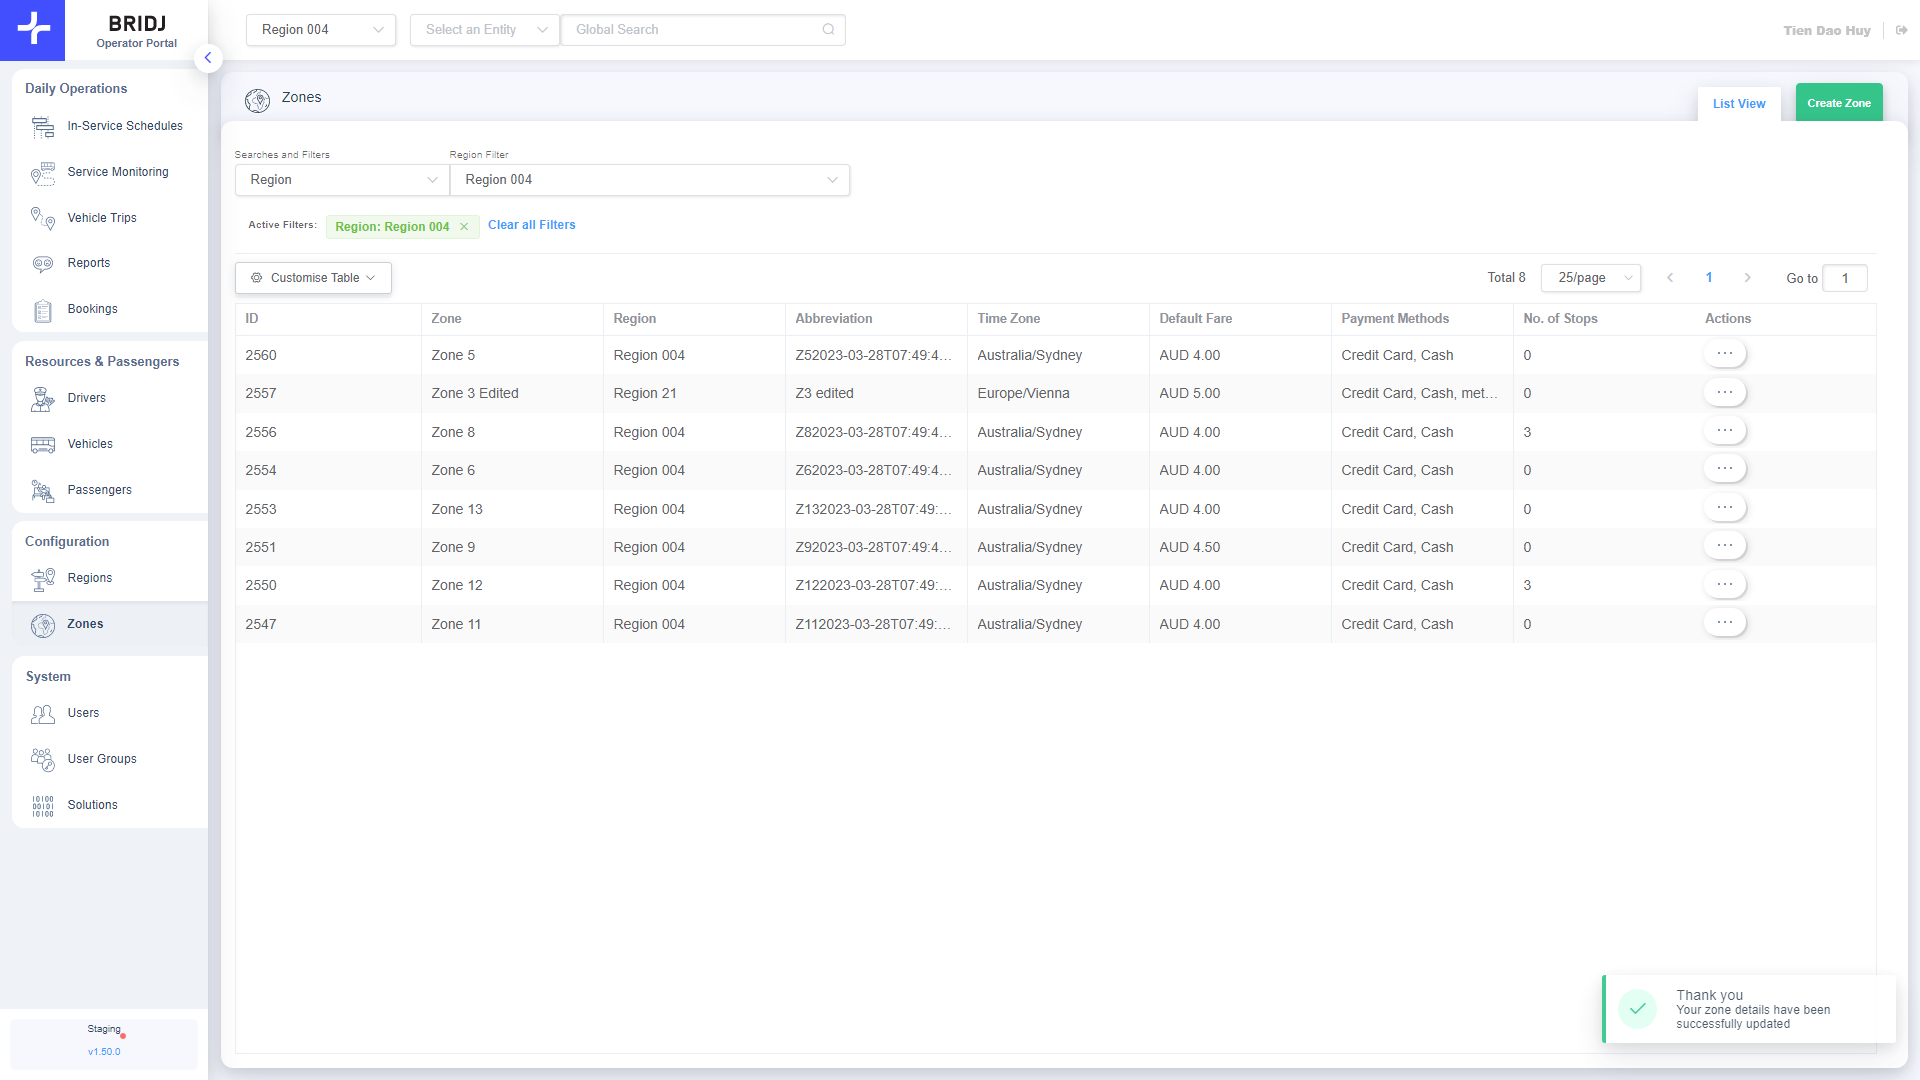 BRIDJ
Operator Portal
Region 004
Select an Entity
Global Search
Tien Dao Huy
Daily Operations
In-Service Schedules
Service Monitoring
Vehicle Trips
Reports
Bookings
Resources & Passengers
Drivers
Vehicles
Passengers
Configuration
Regions
Zones
System
Users
User Groups
Solutions
Staging
v1.50.0
Zones
List View
Create Zone
Searches and Filters
Region Filter
Region
Region 004
Active Filters:
Region: Region 004
Clear all Filters
Customise Table
Total 8
25/page
1
Go to
1
ID Zone Region Abbreviation Time Zone Default Fare Payment Methods No. of Stops Actions
2560 Zone 5 Region 004 Z52023-03-28T07:49:4... Australia/Sydney AUD 4.00 Credit Card, Cash 0 ...
2557 Zone 3 Edited Region 21 Z3 edited Europe/Vienna AUD 5.00 Credit Card, Cash, met... 0 ...
2556 Zone 8 Region 004 Z82023-03-28T07:49:4... Australia/Sydney AUD 4.00 Credit Card, Cash 3 ...
2554 Zone 6 Region 004 Z62023-03-28T07:49:4... Australia/Sydney AUD 4.00 Credit Card, Cash 0 ...
2553 Zone 13 Region 004 Z132023-03-28T07:49:... Australia/Sydney AUD 4.00 Credit Card, Cash 0 ...
2551 Zone 9 Region 004 Z92023-03-28T07:49:4... Australia/Sydney AUD 4.50 Credit Card, Cash 0 ...
2550 Zone 12 Region 004 Z122023-03-28T07:49:... Australia/Sydney AUD 4.00 Credit Card, Cash 3 ...
2547 Zone 11 Region 004 Z112023-03-28T07:49:... Australia/Sydney AUD 4.00 Credit Card, Cash 0 ...
Thank you
Your zone details have been
successfully updated